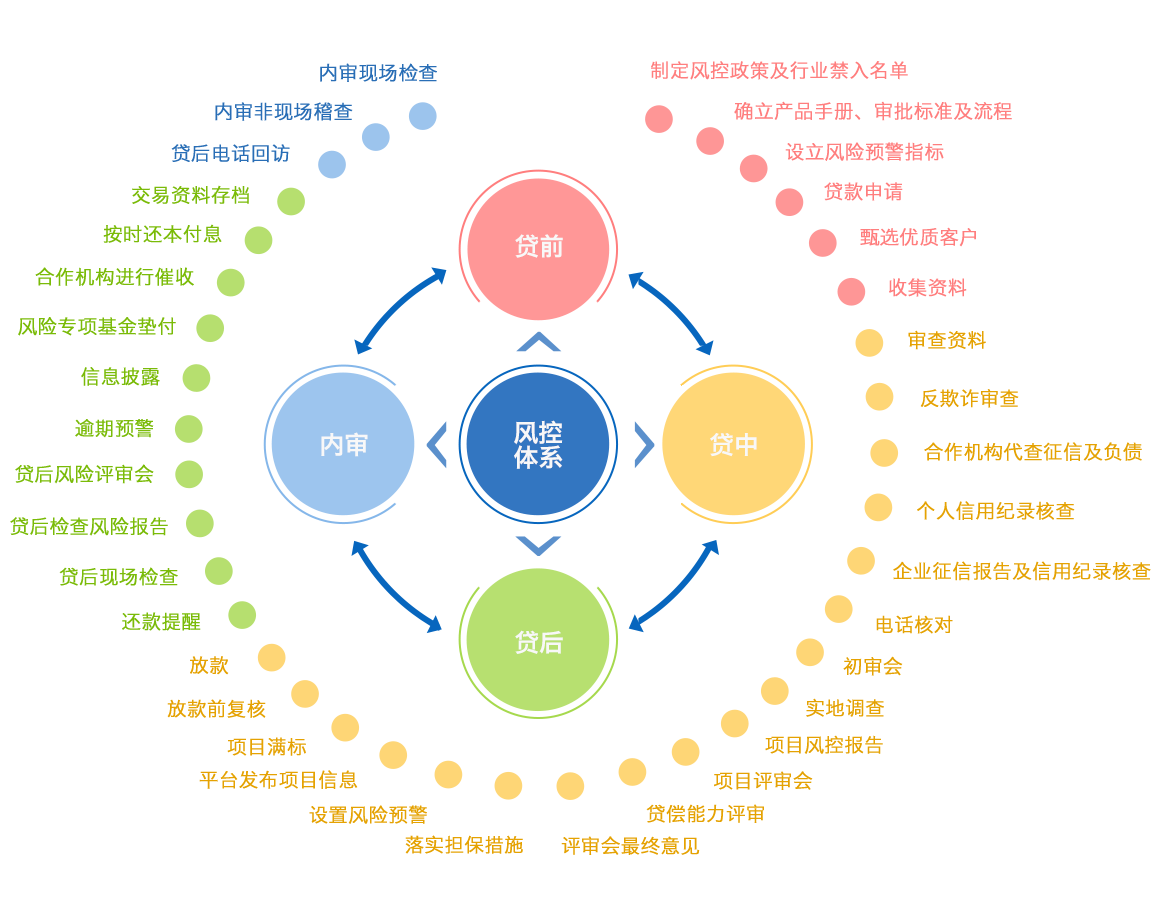 制定风控政策及行业禁入名单
确立产品手册、审批标准及流程
设立风险预警指标
贷款申请
甄选优质客户
收集资料
审查资料
反欺诈审查
合作机构代查征信及负债
个人信用纪录核查
企业征信报告及信用纪录核查
电话核对
初审会
实地调查
项目风控报告
项目评审会
贷偿能力评审
评审会最终意见
落实担保措施
设置风险预警
平台发布项目信息
项目满标
放款前复核
放款
还款提醒
贷后现场检查
贷后检查风险报告
贷后风险评审会
逾期预警
信息披露
风险专项基金垫付
合作机构进行催收
按时还本付息
交易资料存档
贷后电话回访
内审非现场稽查
内审现场检查
贷前
内审
风控
体系
贷中
贷后